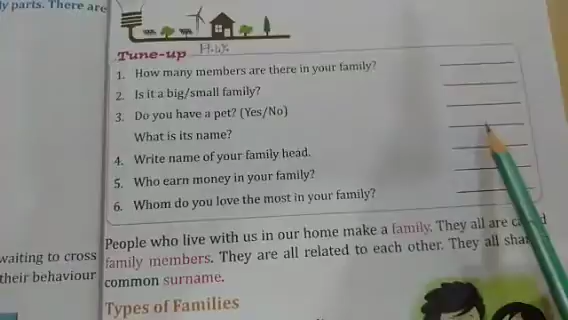 ly parts. There are
Tune-up H.W
1. How many members are there in your family?
2. Is it a big/small family?
3. Do you have a pet? (Yes/No)
What is its name?
4. Write name of your family head.
5. Who earn money in your family?
6. Whom do you love the most in your family?
People who live with us in our home make a family. They all are
waiting to cross
family members. They are all related to each other. They all
their behaviour
common surname.
Types of Families